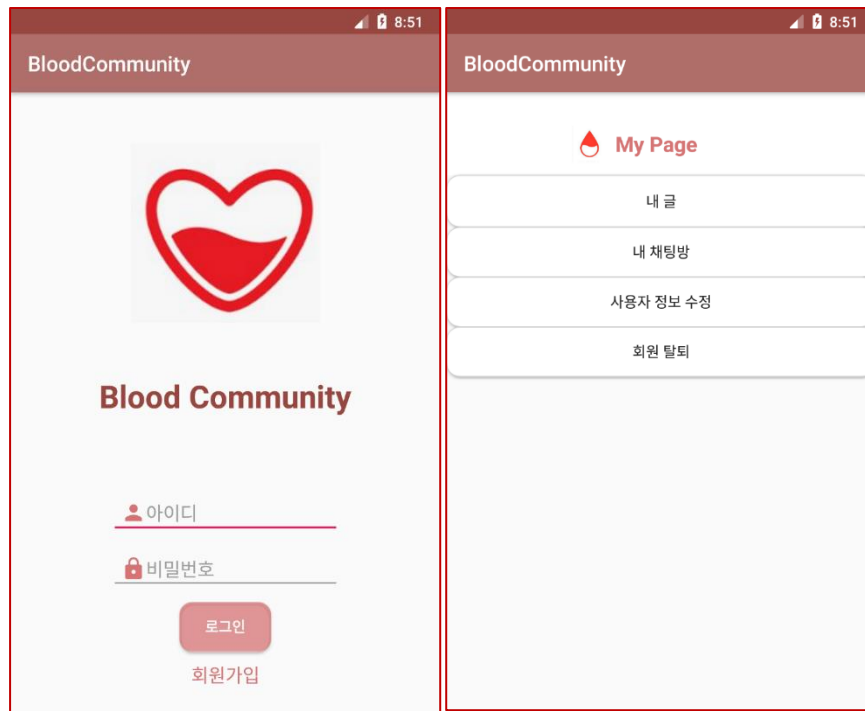 8:51
BloodCommunity
Blood Community
아이디
비밀번호
로그인
회원가입
8:51
BloodCommunity
My Page
내 글
내 채팅방
사용자 정보 수정
회원 탈퇴